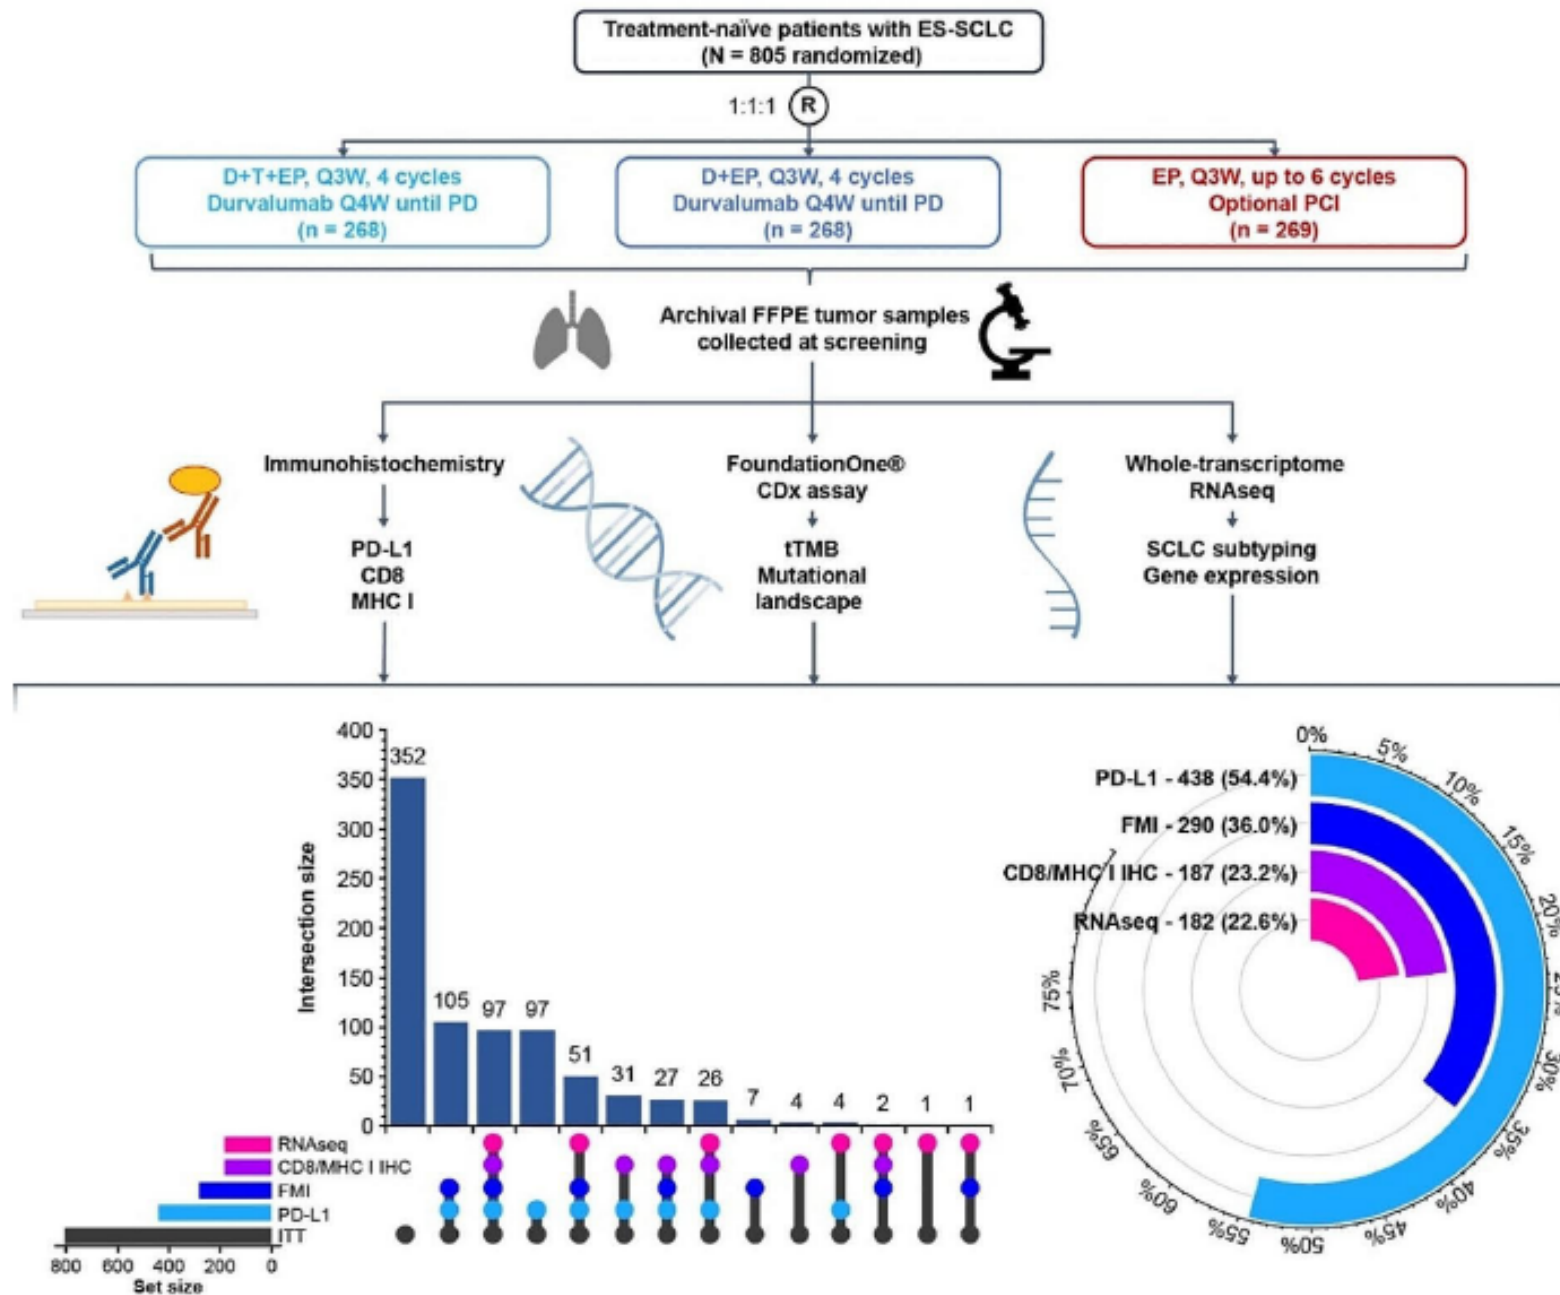 Treatment-naïve patients with ES-SCLC
(N = 805 randomized)
1:1:1
R
D+T+EP, Q3W, 4 cycles
Durvalumab Q4W until PD
(n = 268)
D+EP, Q3W, 4 cycles
Durvalumab Q4W until PD
(n = 268)
EP, Q3W, up to 6 cycles
Optional PCI
(n = 269)
Archival FFPE tumor samples
collected at screening
Immunohistochemistry
PD-L1
CD8
MHC I
FoundationOne®
CDx assay
tTMB
Mutational
landscape
Whole-transcriptome
RNAseq
SCLC subtyping
Gene expression
Intersection size
400
350
300
250
200
150
100
50
0
352
105
97
97
51
31
27
26
7
4
4
2
1
1
RNAseq
CD8/MHC I IHC
FMI
PD-L1
ITT
800 600 400 200 0
Set size
PD-L1 - 438 (54.4%)
FMI - 290 (36.0%)
CD8/MHC I IHC - 187 (23.2%)
RNAseq - 182 (22.6%)
0%
5%
10%
15%
20%
30%
35%
40%
45%
50%
55%
60%
65%
70%
75%